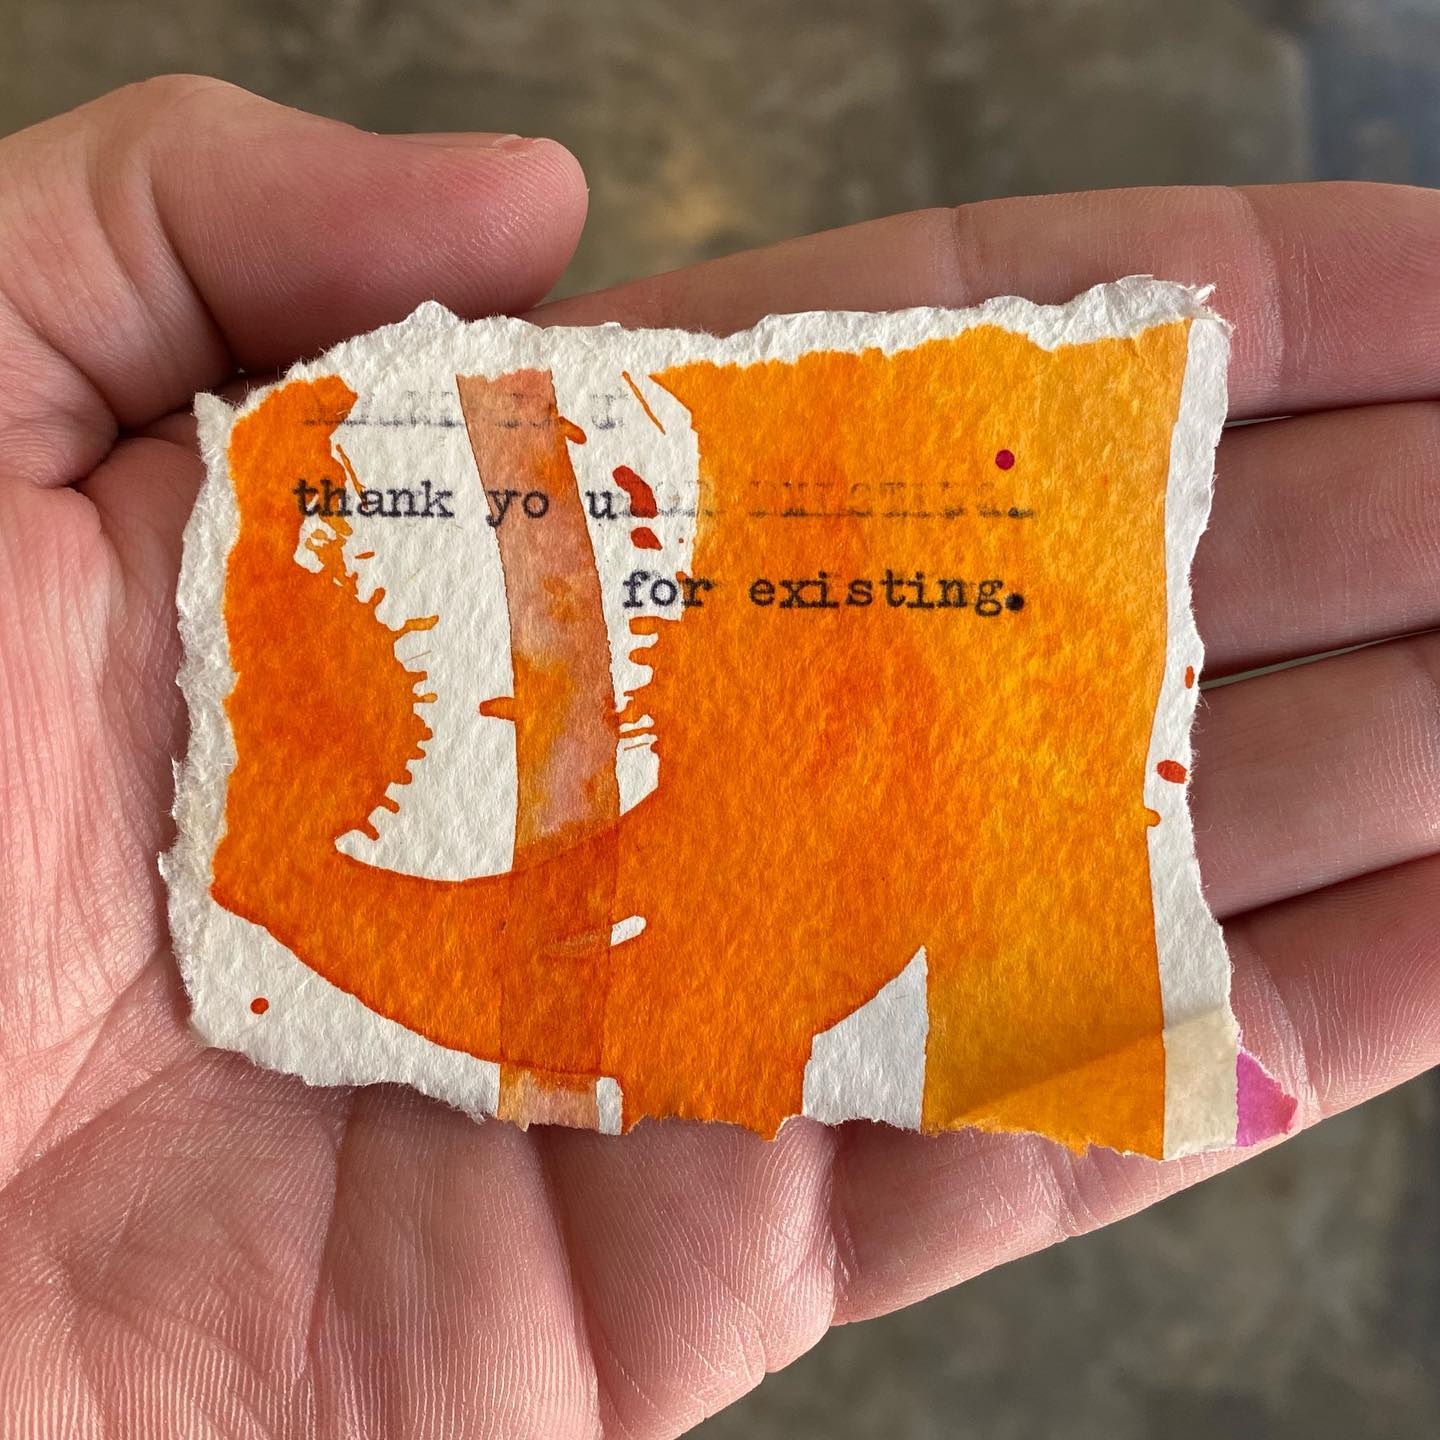 thank yo u
for existing.